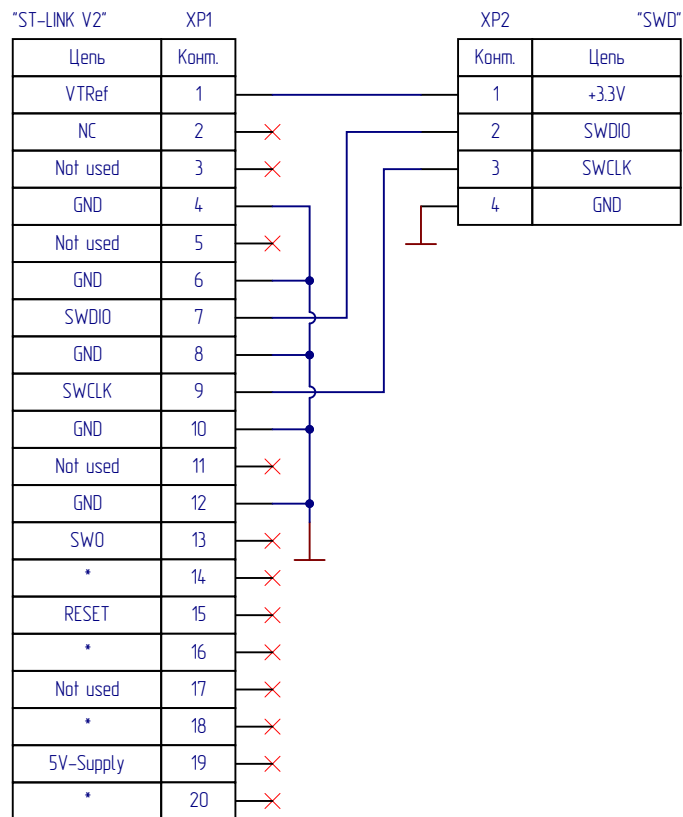 "ST-LINK V2" XP1
Цепь Конт.
VTRef 1
NC 2
Not used 3
GND 4
Not used 5
GND 6
SWDIO 7
GND 8
SWCLK 9
GND 10
Not used 11
GND 12
SWO 13
* 14
RESET 15
* 16
Not used 17
* 18
5V-Supply 19
* 20
XP2 "SWD"
Конт. Цепь
1 +3.3V
2 SWDIO
3 SWCLK
4 GND